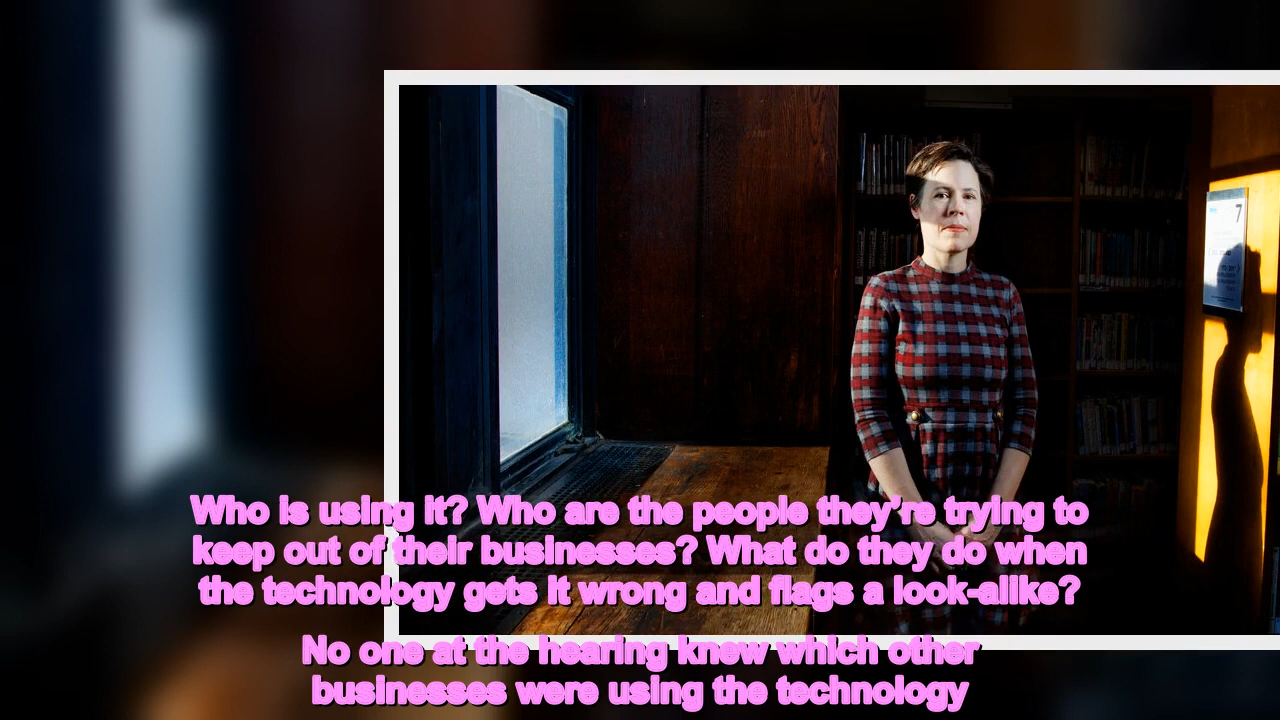 7
Who is using it? Who are the people they're trying to
keep out of their businesses? What do they do when
the technology gets it wrong and flags a look-alike?
No one at the hearing knew which other
businesses were using the technology